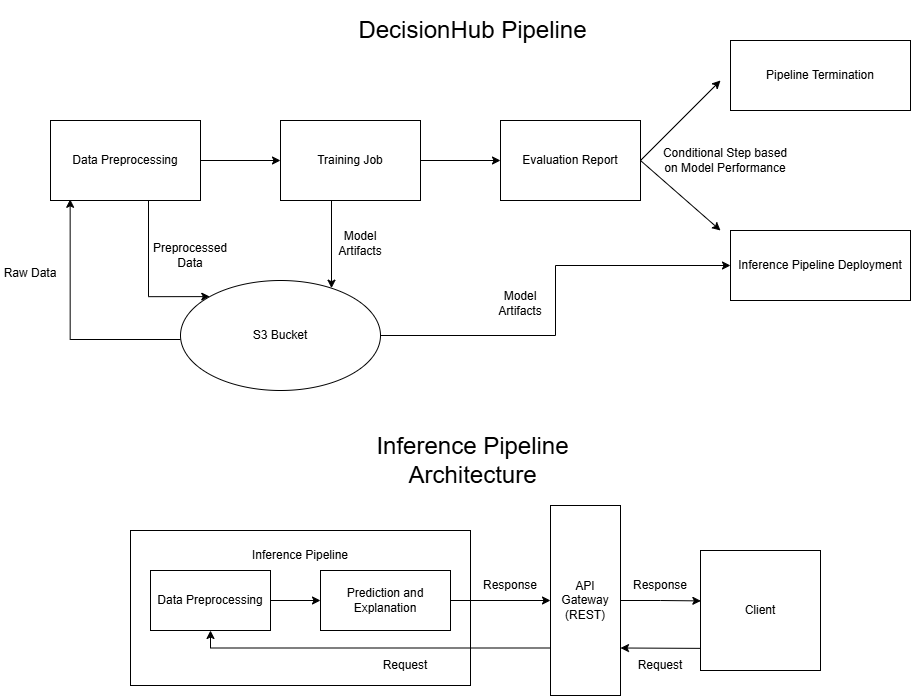 DecisionHub Pipeline
Pipeline Termination
Data Preprocessing
Training Job
Evaluation Report
Conditional Step based
on Model Performance
Preprocessed
Data
Model
Artifacts
Raw Data
Inference Pipeline Deployment
Model
Artifacts
S3 Bucket
Inference Pipeline
Architecture
Inference Pipeline
Data Preprocessing
Prediction and
Explanation
Response
API
Gateway
(REST)
Response
Client
Request
Request